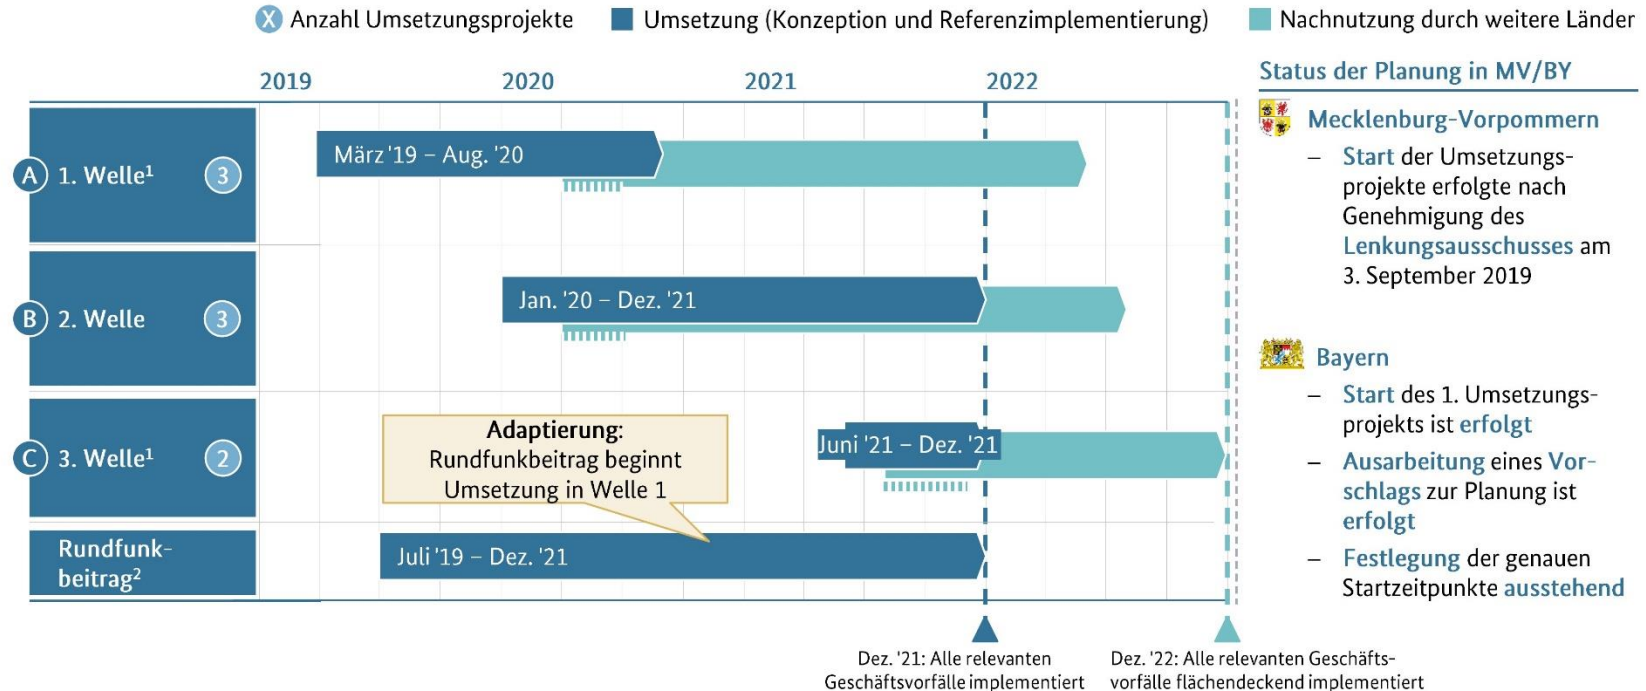 X Anzahl Umsetzungsprojekte
Umsetzung (Konzeption und Referenzimplementierung)
Nachnutzung durch weitere Länder
2019 2020 2021 2022
A 1. Welle¹ 3
März '19 – Aug. '20
B 2. Welle 3
Jan. '20 – Dez. '21
C 3. Welle¹ 2
Juni '21 – Dez. '21
Adaptierung:
Rundfunkbeitrag beginnt
Umsetzung in Welle 1
Rundfunk-
beitrag²
Juli '19 – Dez. '21
Dez. '21: Alle relevanten
Geschäftsvorfälle implementiert
Dez. '22: Alle relevanten Geschäfts-
vorfälle flächendeckend implementiert
Status der Planung in MV/BY
Mecklenburg-Vorpommern
– Start der Umsetzungs-
projekte erfolgte nach
Genehmigung des
Lenkungsausschusses am
3. September 2019
Bayern
– Start des 1. Umsetzungs-
projekts ist erfolgt
– Ausarbeitung eines Vor-
schlags zur Planung ist
erfolgt
– Festlegung der genauen
Startzeitpunkte ausstehend